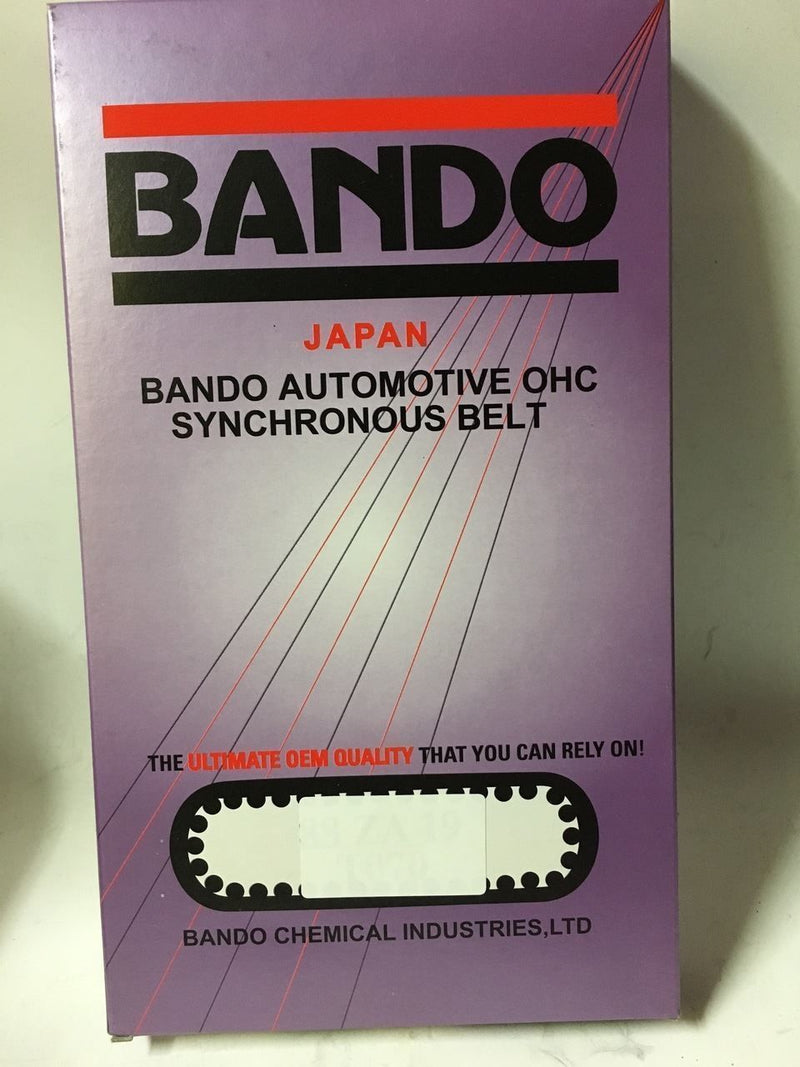 BANDO
JAPAN
BANDO AUTOMOTIVE OHC
SYNCHRONOUS BELT
THE ULTIMATE OEM QUALITY THAT YOU CAN RELY ON!
BANDO CHEMICAL INDUSTRIES,LTD